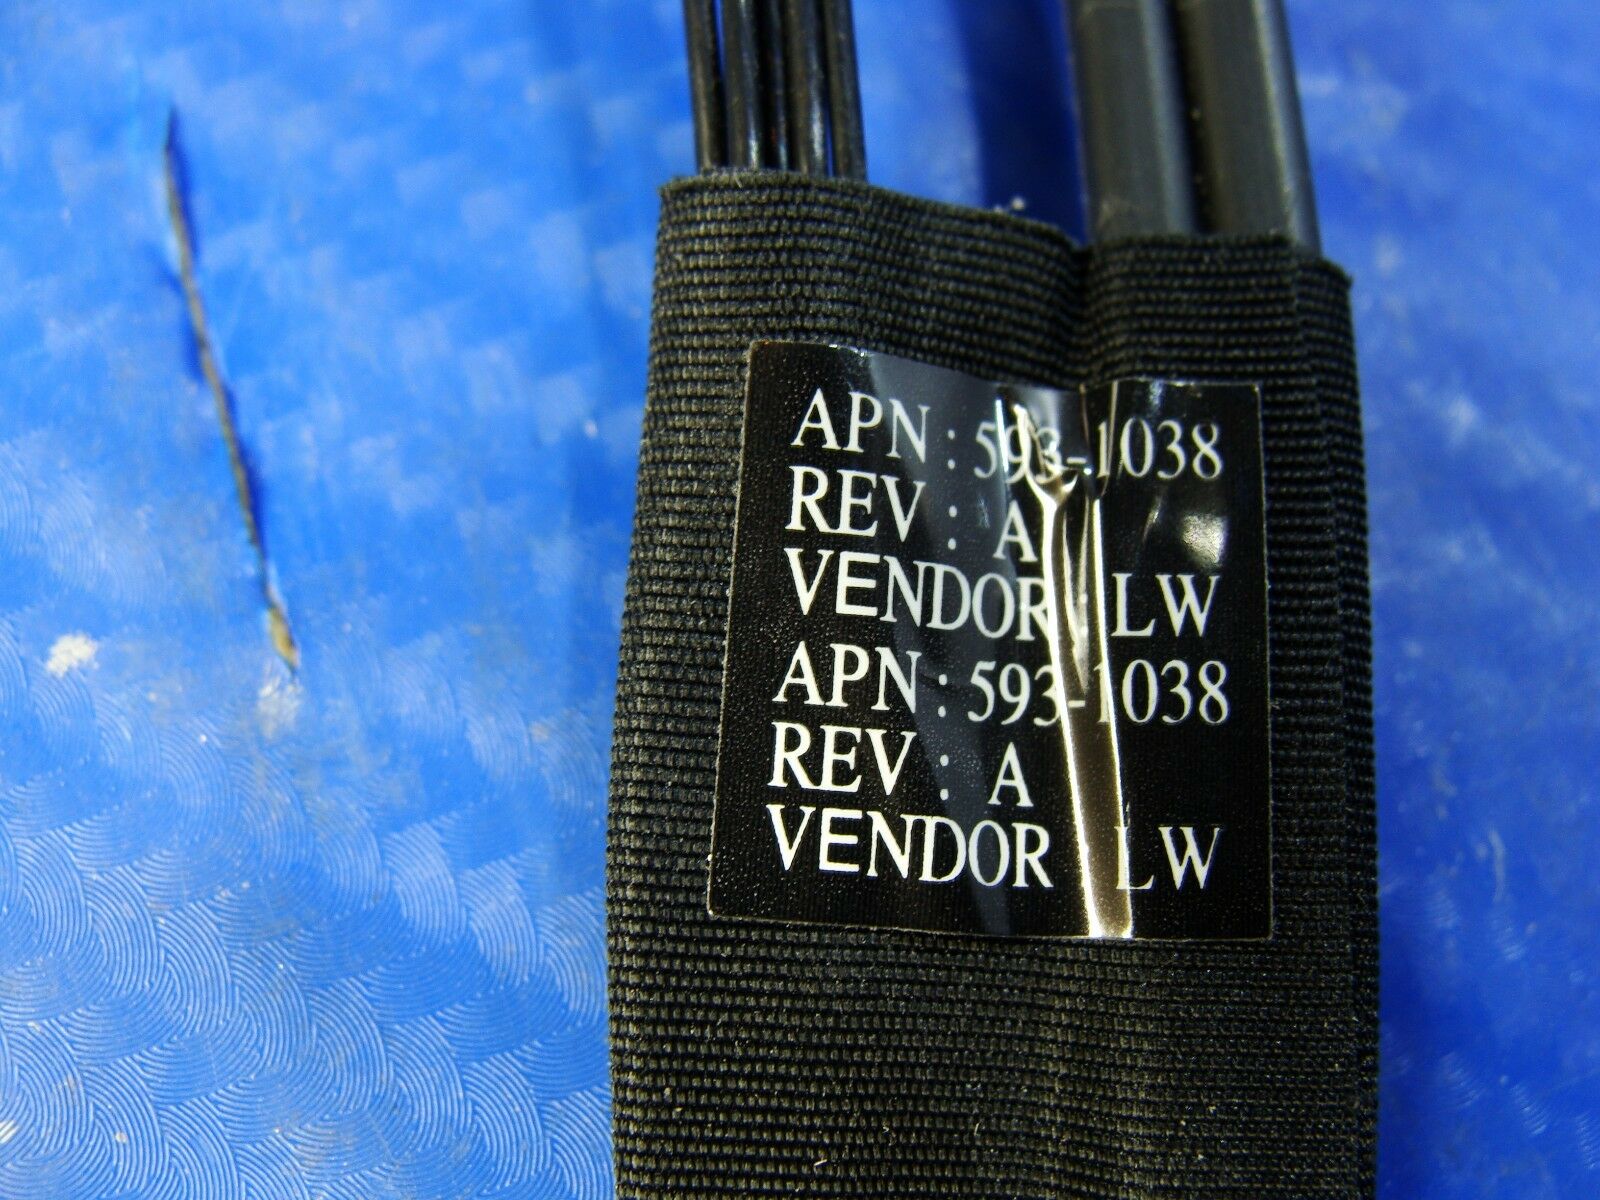 APN : 593-1038
REV : A
VENDOR : LW
APN : 593-1038
REV : A
VENDOR LW